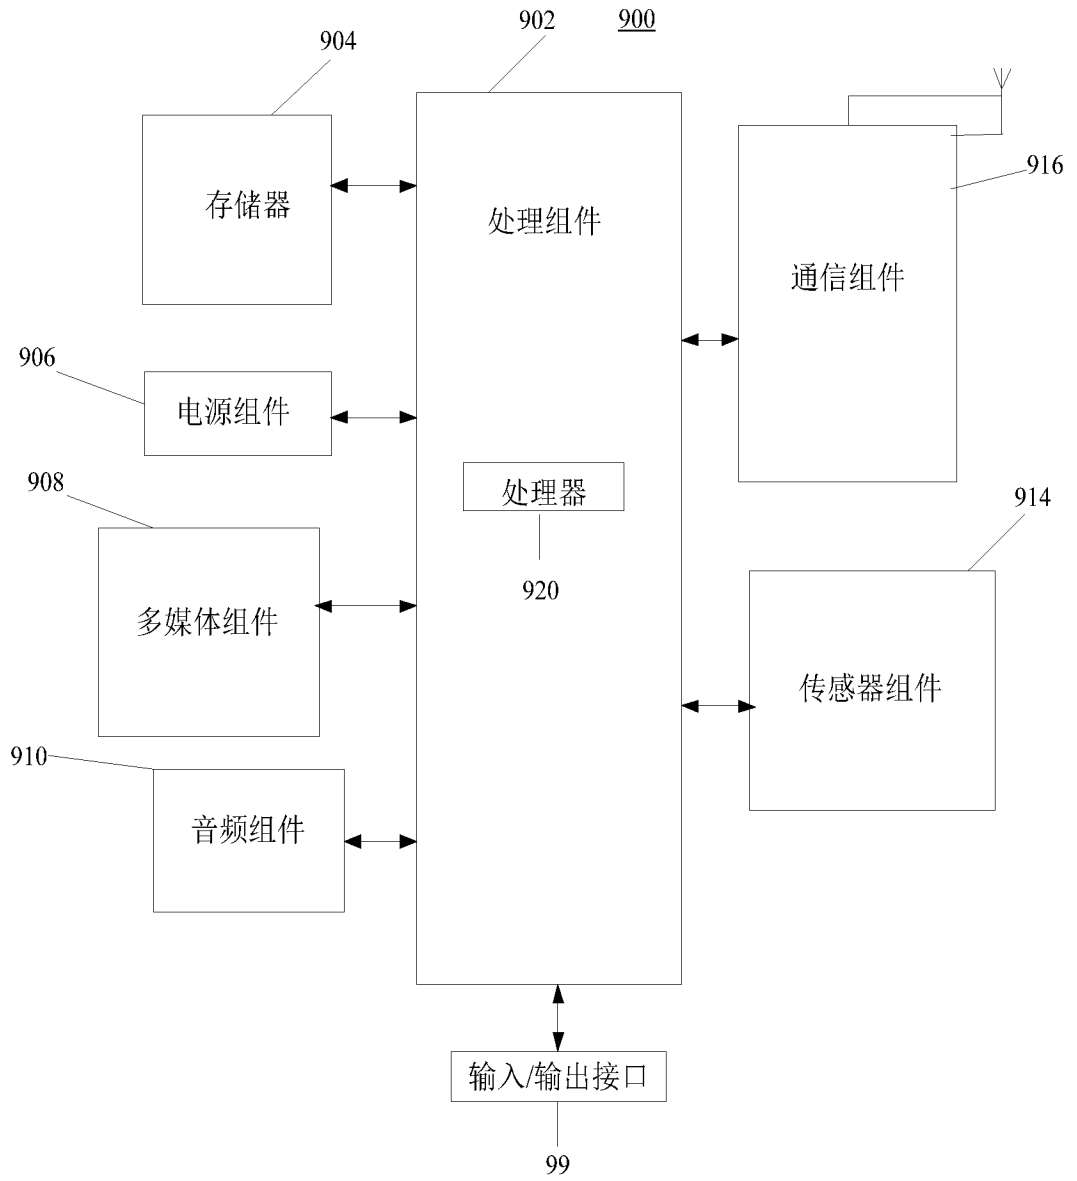 902
900
904
916
存储器
处理组件
通信组件
906
电源组件
908
处理器
914
920
多媒体组件
传感器组件
910
音频组件
输入/输出接口
99